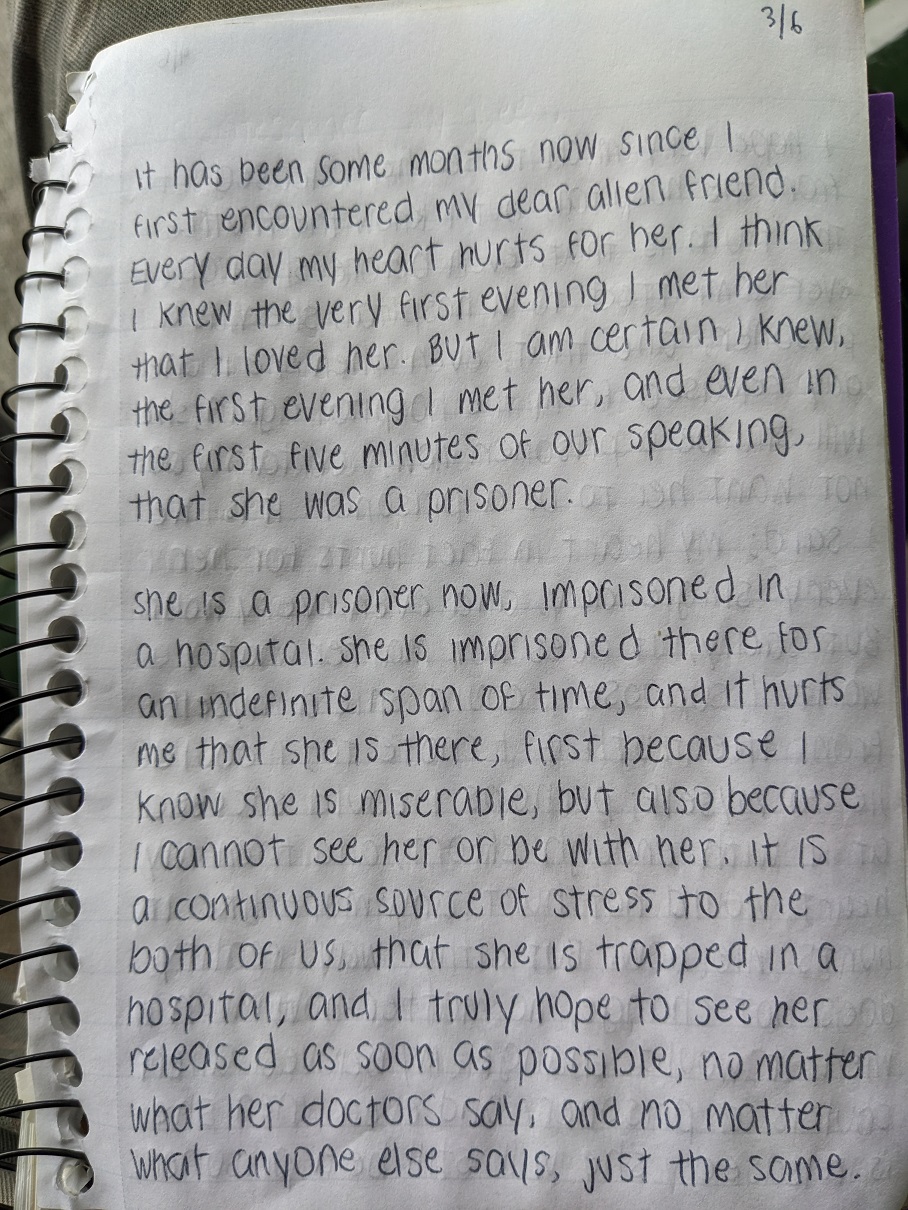 3/6
It has been some months now since I
first encountered my dear alien friend.
Every day my heart hurts for her. I think
I knew the very first evening I met her
that I loved her. But I am certain I knew,
the first evening I met her, and even in
the first five minutes of our speaking,
that she was a prisoner.
she is a prisoner now, imprisoned in
a hospital. she is imprisoned there for
an indefinite span of time, and it hurts
me that she is there, first because I
know she is miserable, but also because
I cannot see her or be with her. It is
a continuous source of stress to the
both of us, that she is trapped in a
hospital, and I truly hope to see her
released as soon as possible, no matter
what her doctors say, and no matter
what anyone else says, just the same.